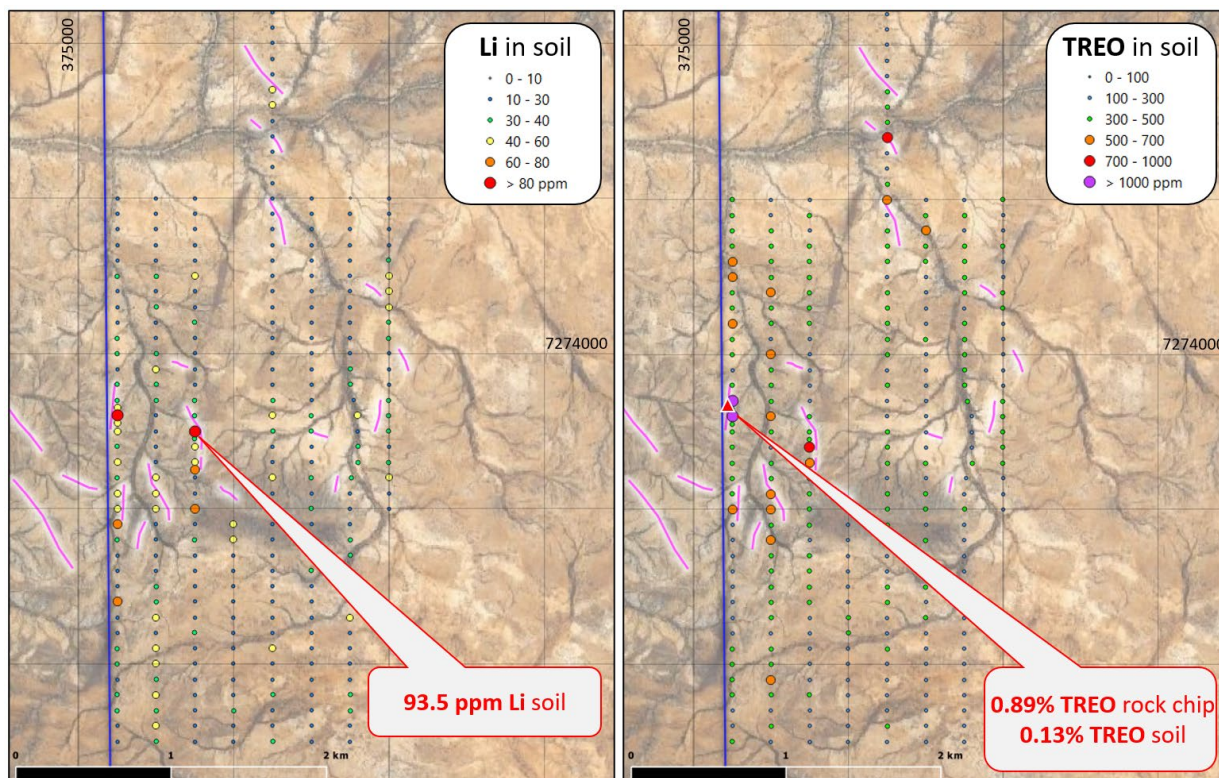 375000
Li in soil
0 - 10
10 - 30
30 - 40
40 - 60
60 - 80
> 80 ppm
7274000
93.5 ppm Li soil
0
1
2 km
375000
TREO in soil
0 - 100
100 - 300
300 - 500
500 - 700
700 - 1000
> 1000 ppm
7274000
0.89% TREO rock chip
0.13% TREO soil
0
1
2 km